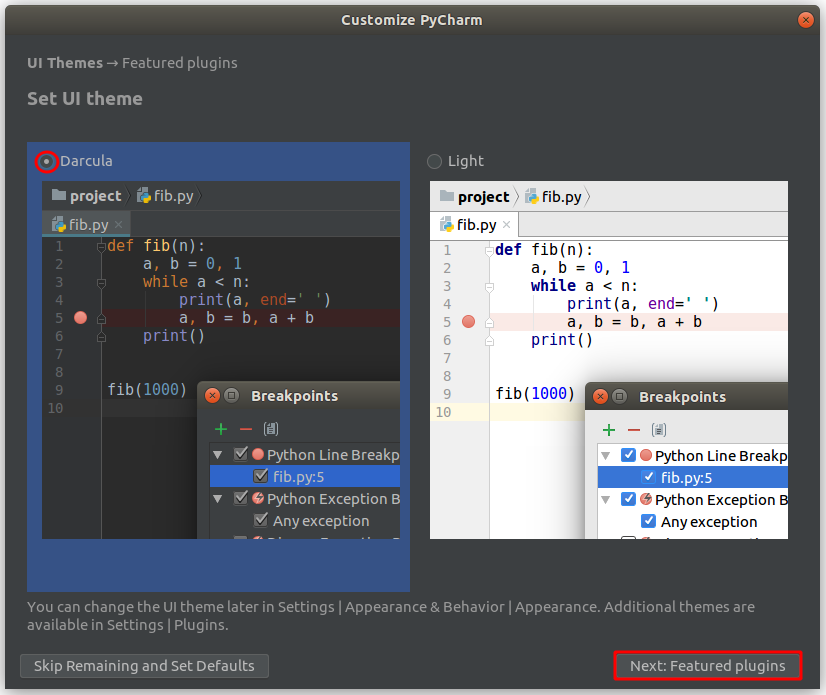 Customize PyCharm
UI Themes → Featured plugins
Set UI theme
Darcula
project fib.py
fib.py
1 def fib(n):
2 a, b = 0, 1
3 while a < n:
4 print(a, end=' ')
5 a, b = b, a + b
6 print()
7
8
9 fib(1000)
10
Breakpoints
Python Line Breakp
fib.py:5
Python Exception B
Any exception
Light
project fib.py
fib.py
1 def fib(n):
2 a, b = 0, 1
3 while a < n:
4 print(a, end=' ')
5 a, b = b, a + b
6 print()
7
8
9 fib(1000)
10
Breakpoints
Python Line Breakp
fib.py:5
Python Exception B
Any exception
You can change the UI theme later in Settings | Appearance & Behavior | Appearance. Additional themes are
available in Settings | Plugins.
Skip Remaining and Set Defaults
Next: Featured plugins